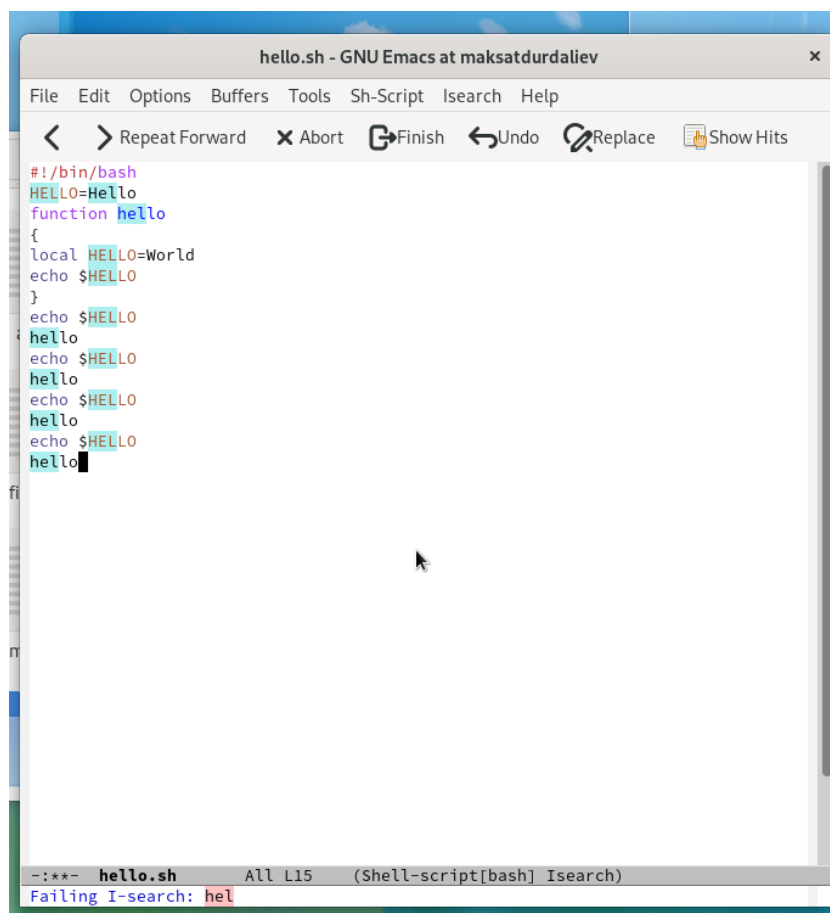 hello.sh - GNU Emacs at maksatdurdaliev ×
File Edit Options Buffers Tools Sh-Script Isearch Help
Repeat Forward Abort Finish Undo Replace Show Hits
#!/bin/bash
HELLO=Hello
function hello
{
local HELLO=World
echo $HELLO
}
echo $HELLO
hello
echo $HELLO
hello
echo $HELLO
hello
echo $HELLO
hello
-:**- hello.sh All L15 (Shell-script[bash] Isearch)
Failing I-search: hel
fi